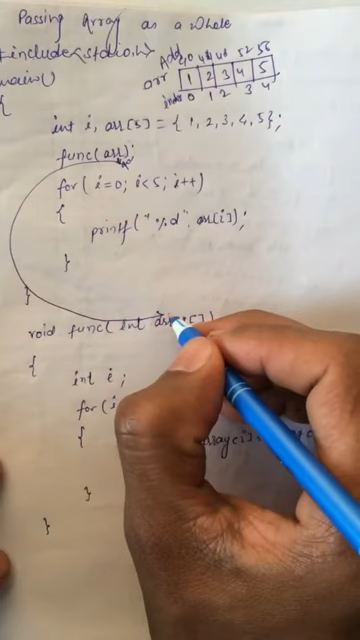 Passing Array as a whole
#include<stdio.h>
Add 40 44 48 52 56
arr 1 2 3 4 5
index 0 1 2 3 4
main()
{
int i, arr[5] = {1,2,3,4,5};
func(arr);
for( i=0; i<5; i++)
{
printf("%d", arr[i]);
}
}
void func( int [])
{
int i ;
for(i
{
array[i]
}
}